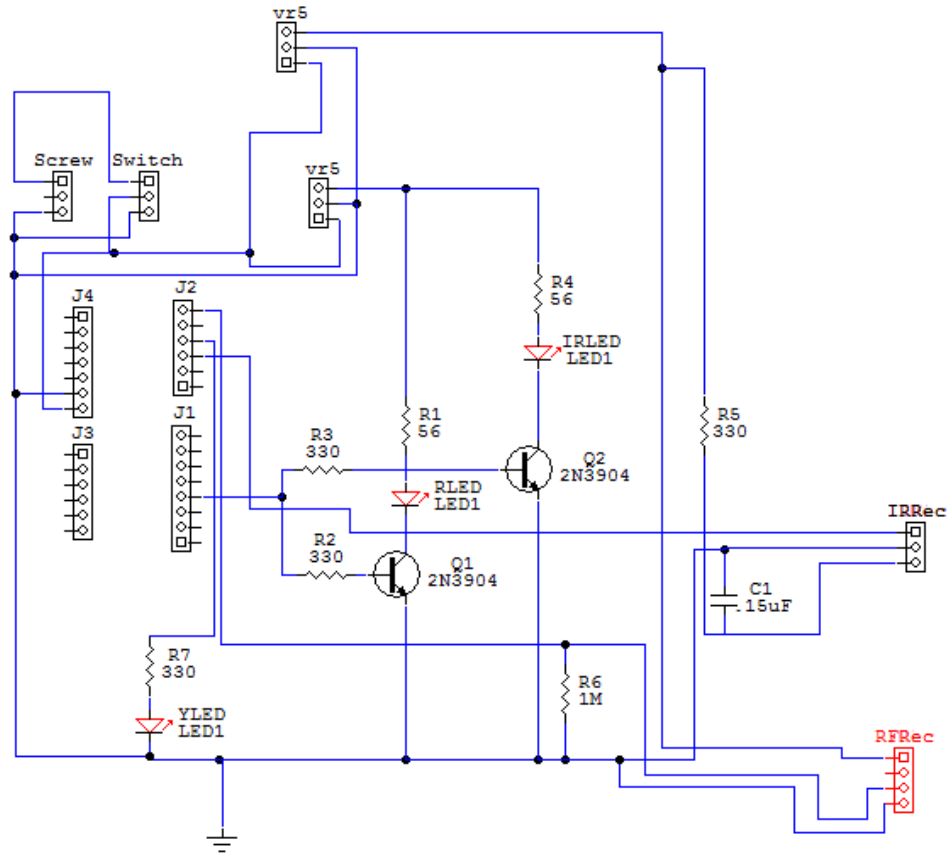 vr5
Screw
Switch
vr5
J4
J2
R4
56
IRLED
LED1
J3
J1
R1
56
R5
330
R3
330
Q2
2N3904
RLED
LED1
IRRec
R2
330
Q1
2N3904
C1
.15uF
R7
330
R6
1M
YLED
LED1
RFRec